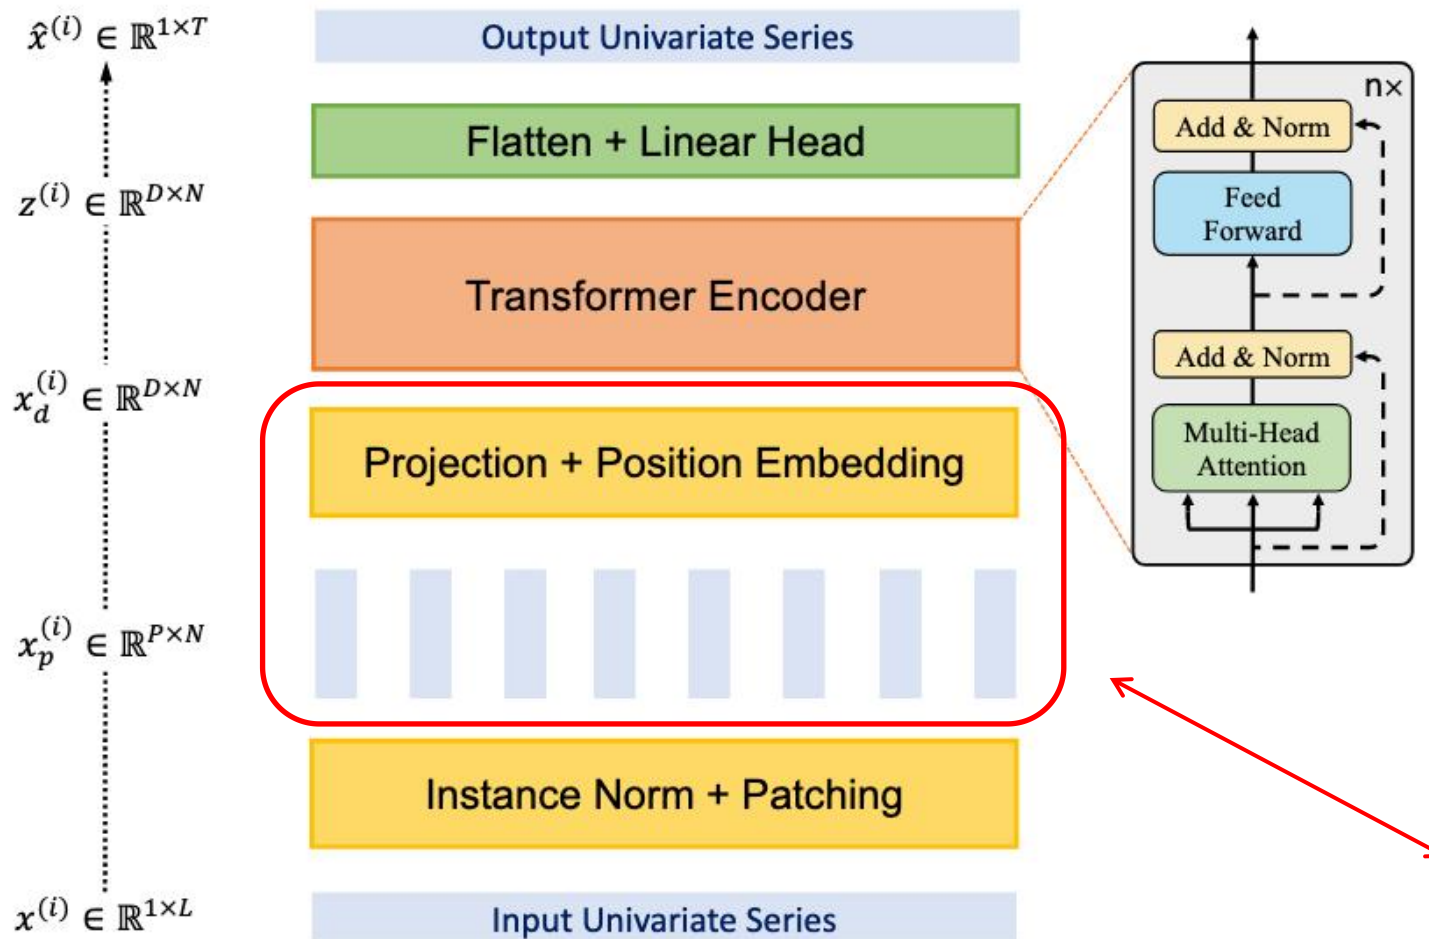 x̂^{(i)} ∈ ℝ^{1×T}
Output Univariate Series
Flatten + Linear Head
z^{(i)} ∈ ℝ^{D×N}
Transformer Encoder
x_d^{(i)} ∈ ℝ^{D×N}
Projection + Position Embedding
x_p^{(i)} ∈ ℝ^{P×N}
Instance Norm + Patching
x^{(i)} ∈ ℝ^{1×L}
Input Univariate Series
n×
Add & Norm
Feed
Forward
Add & Norm
Multi-Head
Attention